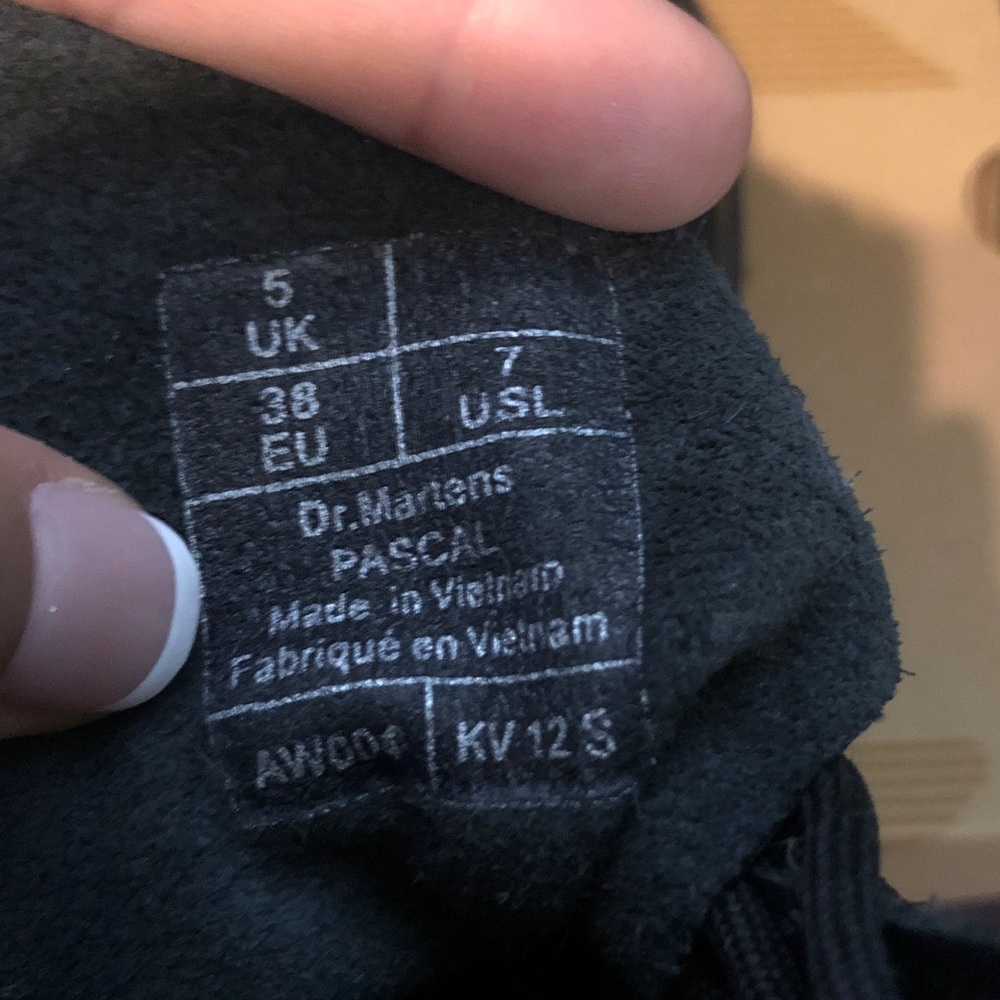 5
UK
38
EU
7
USL
Dr.Martens
PASCAL
Made in Vietnam
Fabriqué en Vietnam
KV 12 S